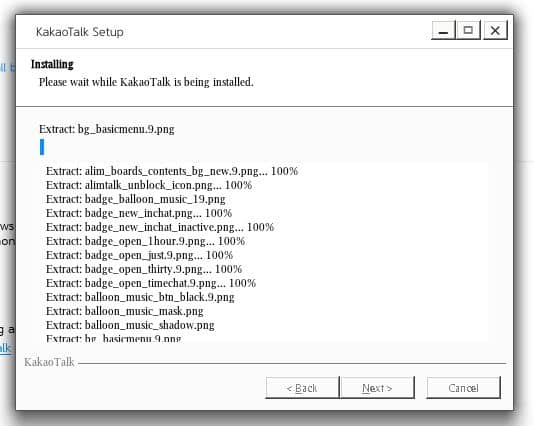 KakaoTalk Setup
Installing
Please wait while KakaoTalk is being installed.
Extract: bg_basicmenu.9.png
Extract: alim_boards_contents_bg_new.9.png... 100%
Extract: alimtalk_unblock_icon.png... 100%
Extract: badge_balloon_music_19.png
Extract: badge_new_inchat.png... 100%
Extract: badge_new_inchat_inactive.png... 100%
Extract: badge_open_1hour.9.png... 100%
Extract: badge_open_just.9.png... 100%
Extract: badge_open_thirty.9.png... 100%
Extract: badge_open_timechat.9.png... 100%
Extract: balloon_music_btn_black.9.png
Extract: balloon_music_mask.png
Extract: balloon_music_shadow.png
Extract: bg_basicmenu.9.png
KakaoTalk
< Back
Next >
Cancel